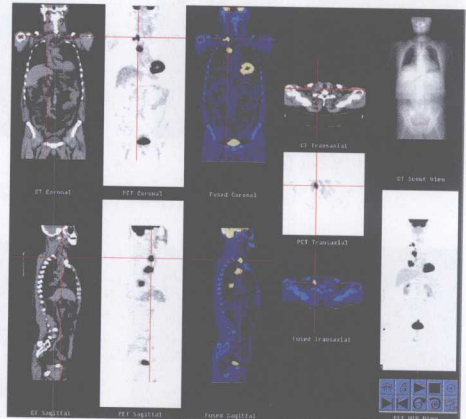 CT Coronal
PET Coronal
Fused Coronal
CT Transaxial
CT Scout View
PET Transaxial
Fused Transaxial
CT Sagittal
PET Sagittal
Fused Sagittal
PET MIP View